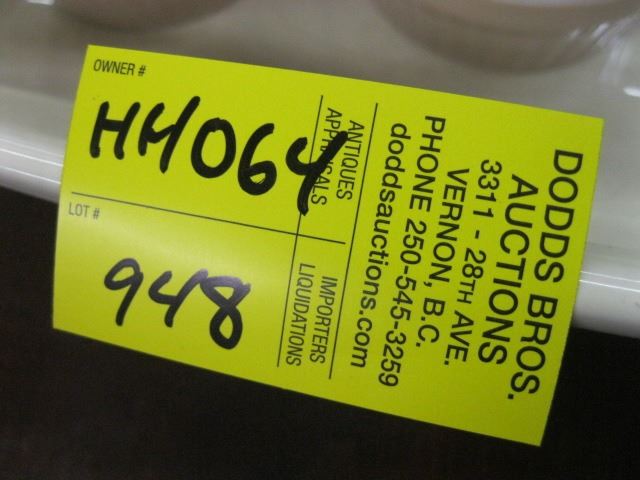 OWNER #
HH064
LOT #
948
ANTIQUES
APPRAISALS
IMPORTERS
LIQUIDATIONS
DODDS BROS.
AUCTIONS
3311 - 28TH AVE.
VERNON, B.C.
PHONE 250-545-3259
doddsauctions.com